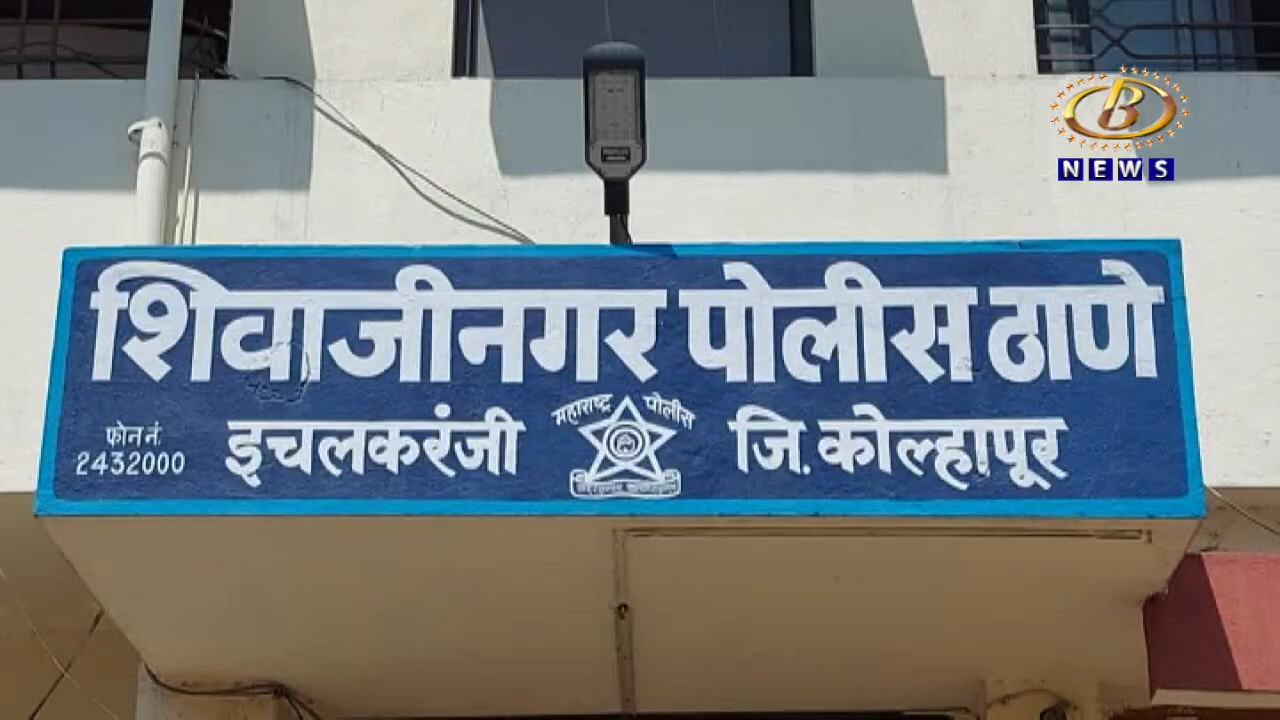 B
NEWS
शिवाजीनगर पोलीस ठाणे
महाराष्ट्र पोलीस
फोन नं.
2432000
इचलकरंजी
जि. कोल्हापूर